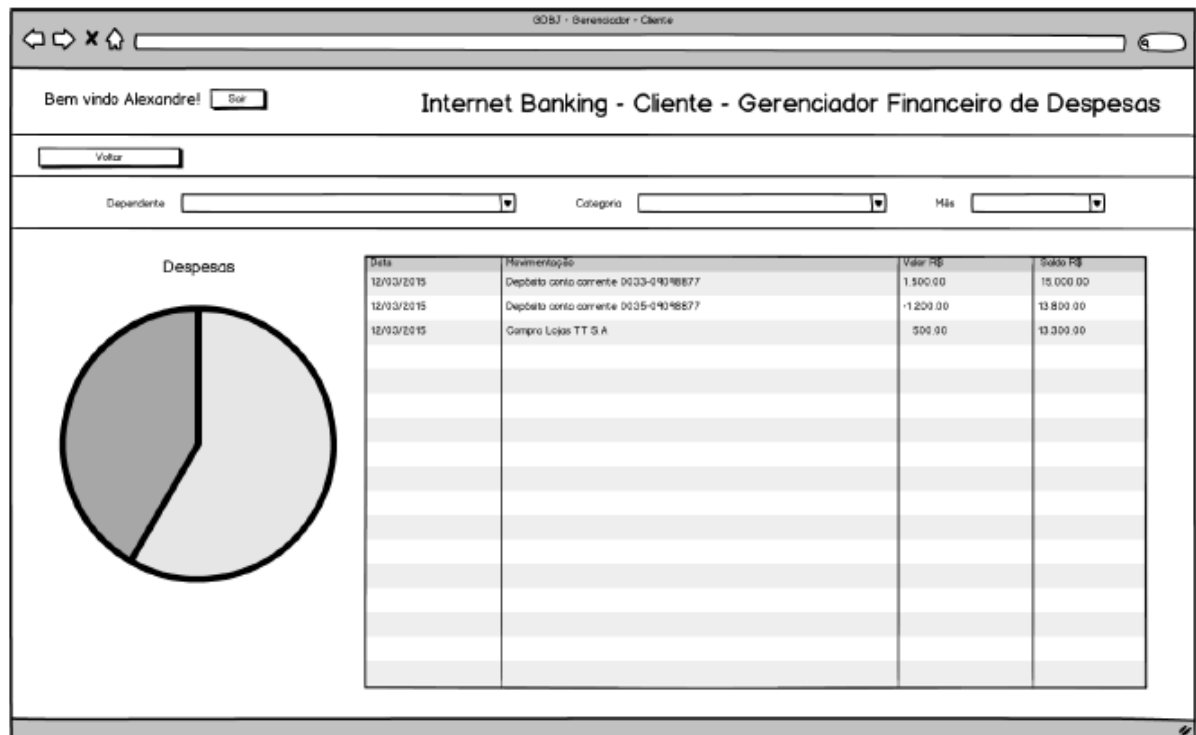 GDBJ - Gerenciador - Cliente
Bem vindo Alexandre! Sair Internet Banking - Cliente - Gerenciador Financeiro de Despesas
Voltar
Dependente Categoria Mês
Despesas
Data Movimentação Valor R$ Saldo R$
12/03/2015 Depósito conta corrente 0033-09098877 1.500.00 15.000.00
12/03/2015 Depósito conta corrente 0035-09098877 -1.200.00 13.800.00
12/03/2015 Compra Lojas TT S.A 500.00 13.300.00